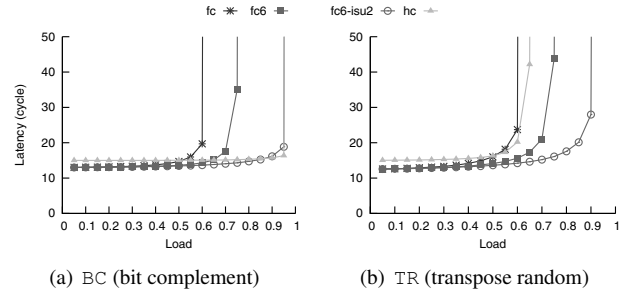 fc fc6 fc6-isu2 hc
50
40
30
20
10
0
Latency (cycle)
0 0.1 0.2 0.3 0.4 0.5 0.6 0.7 0.8 0.9 1
Load
(a) BC (bit complement)
50
40
30
20
10
0
0 0.1 0.2 0.3 0.4 0.5 0.6 0.7 0.8 0.9 1
Load
(b) TR (transpose random)